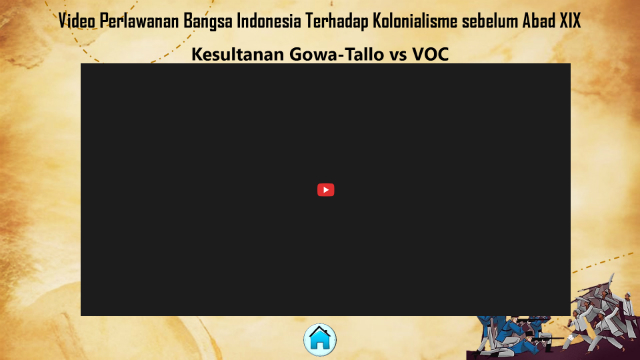 Video Perlawanan Bangsa Indonesia Terhadap Kolonialisme sebelum Abad XIX
Kesultanan Gowa-Tallo vs VOC